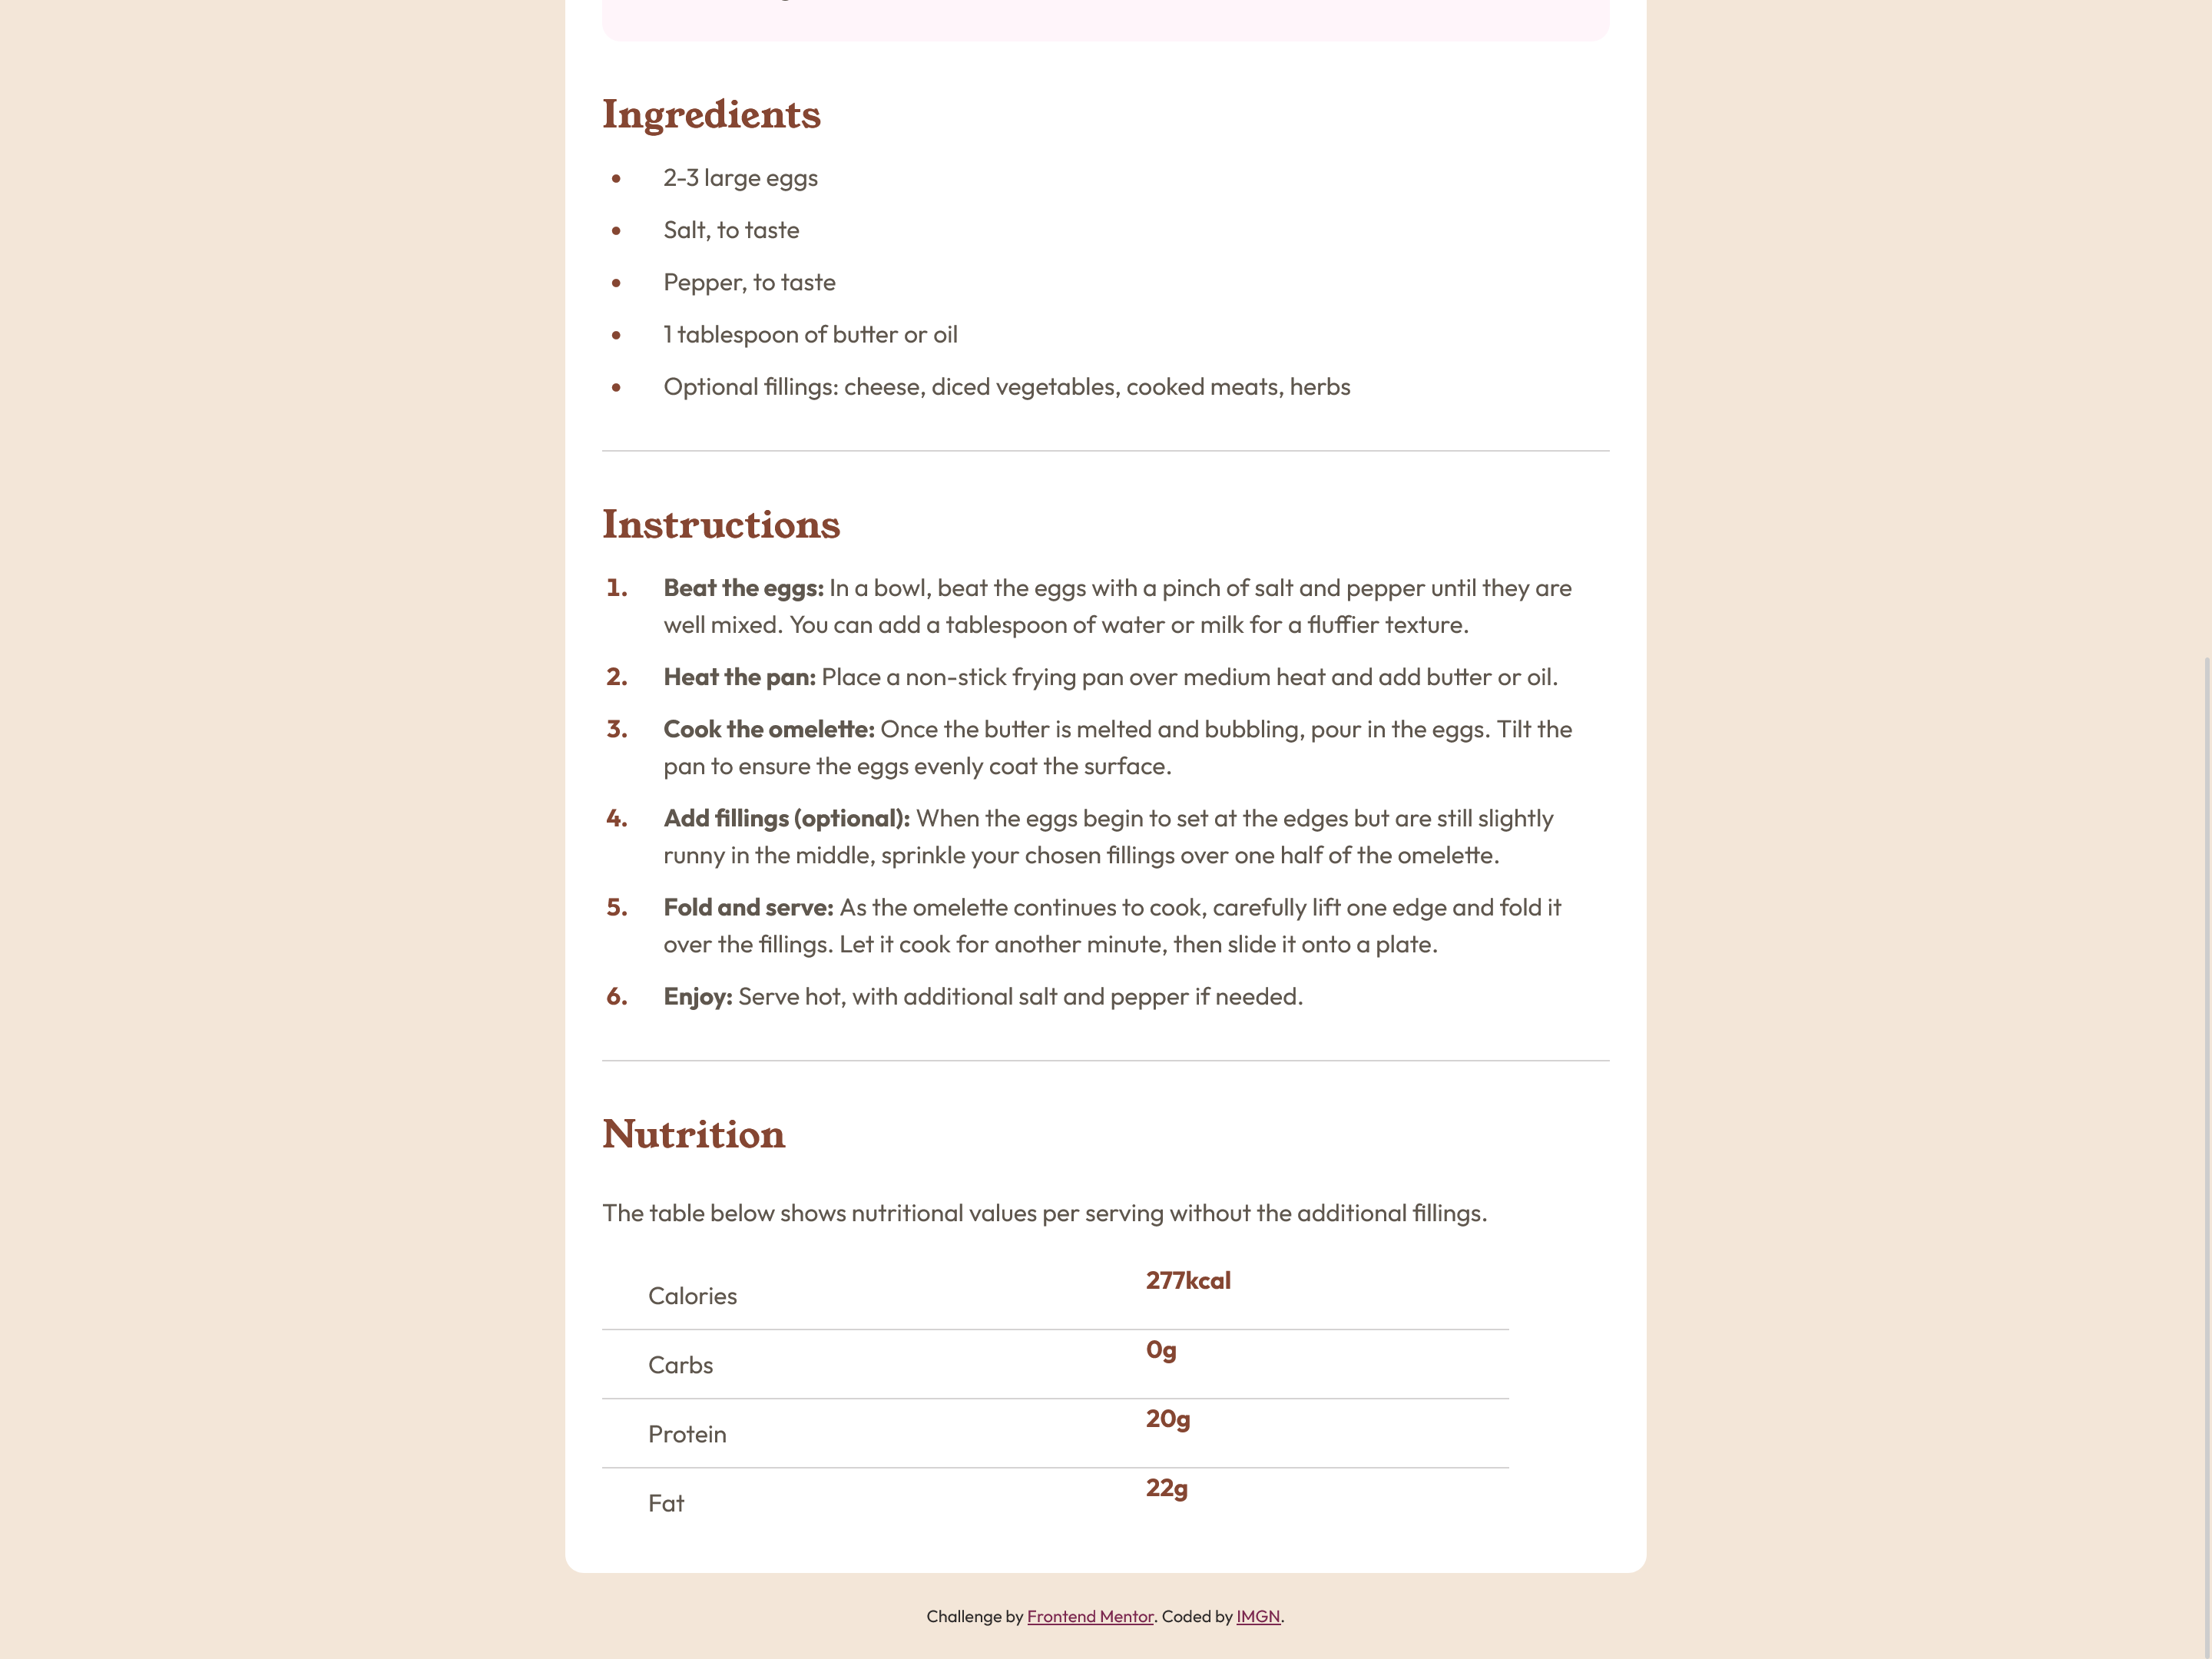 Ingredients
• 2-3 large eggs
• Salt, to taste
• Pepper, to taste
• 1 tablespoon of butter or oil
• Optional fillings: cheese, diced vegetables, cooked meats, herbs
Instructions
1. Beat the eggs: In a bowl, beat the eggs with a pinch of salt and pepper until they are
well mixed. You can add a tablespoon of water or milk for a fluffier texture.
2. Heat the pan: Place a non-stick frying pan over medium heat and add butter or oil.
3. Cook the omelette: Once the butter is melted and bubbling, pour in the eggs. Tilt the
pan to ensure the eggs evenly coat the surface.
4. Add fillings (optional): When the eggs begin to set at the edges but are still slightly
runny in the middle, sprinkle your chosen fillings over one half of the omelette.
5. Fold and serve: As the omelette continues to cook, carefully lift one edge and fold it
over the fillings. Let it cook for another minute, then slide it onto a plate.
6. Enjoy: Serve hot, with additional salt and pepper if needed.
Nutrition
The table below shows nutritional values per serving without the additional fillings.
Calories 277kcal
Carbs 0g
Protein 20g
Fat 22g
Challenge by Frontend Mentor. Coded by IMGN.